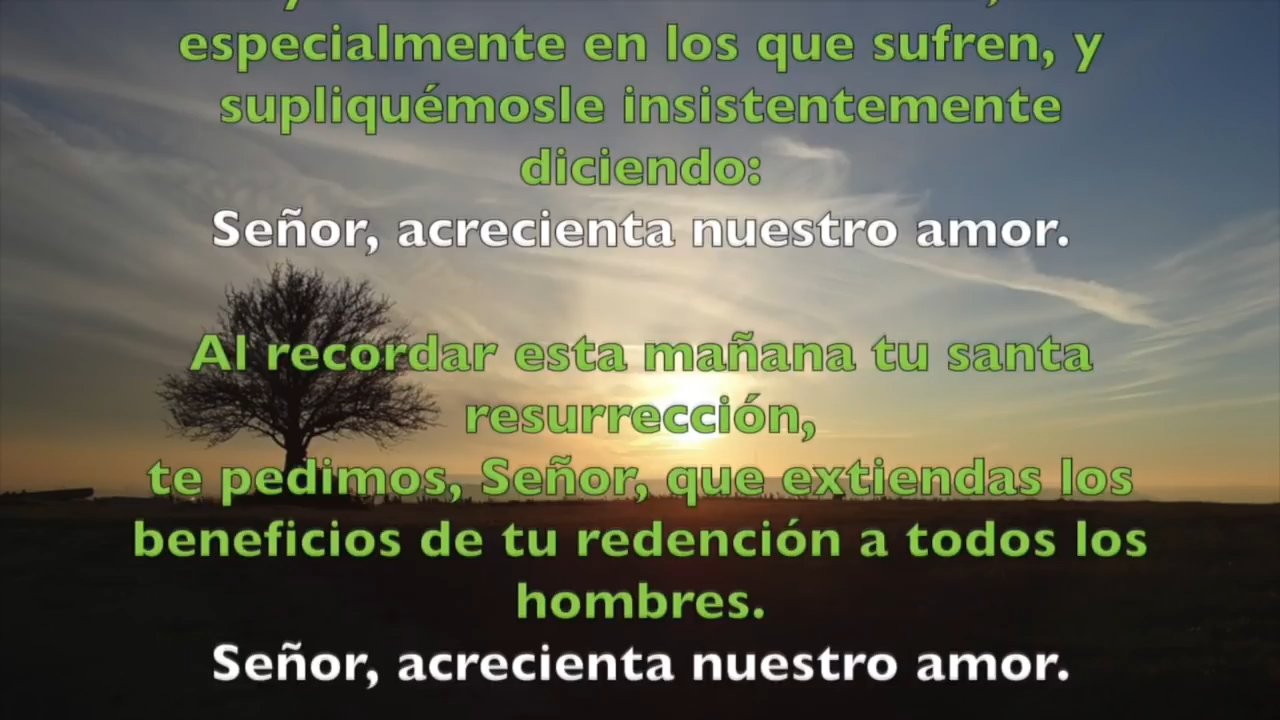 especialmente en los que sufren, y
supliquémosle insistentemente
diciendo:
Señor, acrecienta nuestro amor.
Al recordar esta mañana tu santa
resurrección,
te pedimos, Señor, que extiendas los
beneficios de tu redención a todos los
hombres.
Señor, acrecienta nuestro amor.